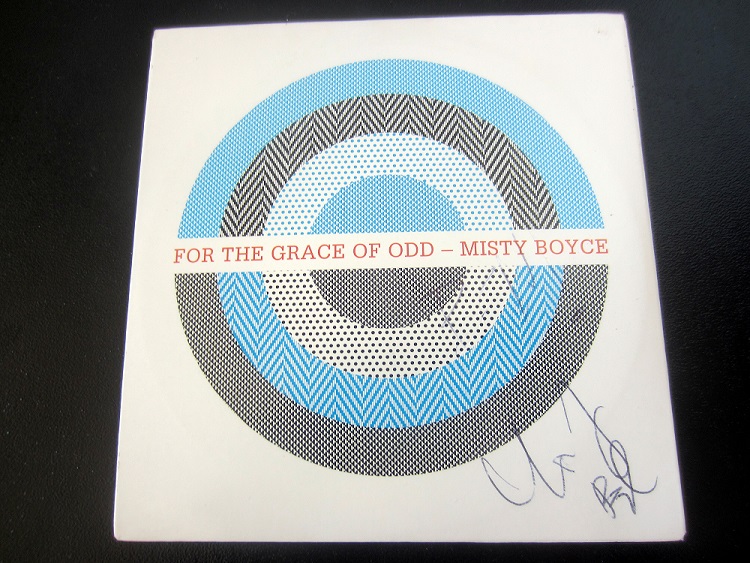 FOR THE GRACE OF ODD – MISTY BOYCE